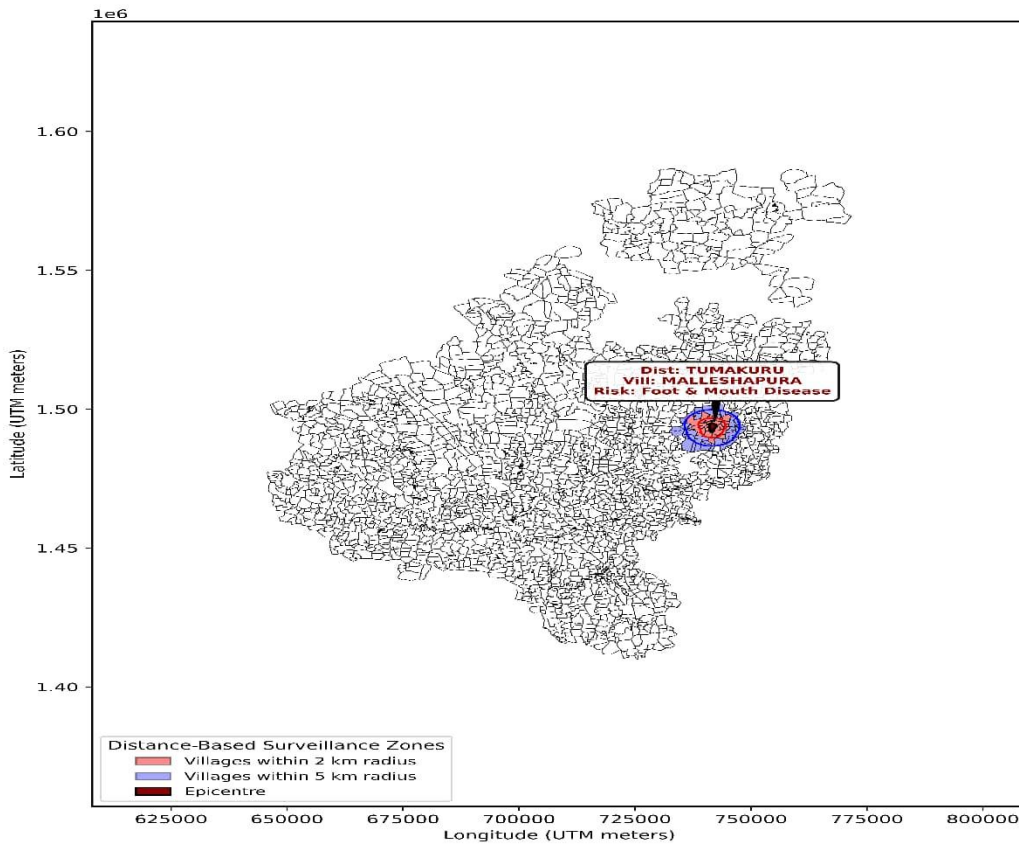 1e6
1.60
1.55
1.50
1.45
1.40
Latitude (UTM meters)
Dist: TUMAKURU
Vill: MALLESHAPURA
Risk: Foot & Mouth Disease
Distance-Based Surveillance Zones
Villages within 2 km radius
Villages within 5 km radius
Epicentre
625000 650000 675000 700000 725000 750000 775000 800000
Longitude (UTM meters)